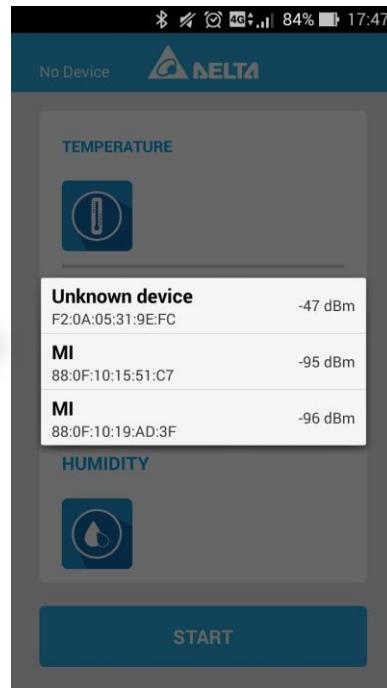 4G 84% 17:47
No Device DELTA
TEMPERATURE
Unknown device -47 dBm
F2:0A:05:31:9E:FC
MI -95 dBm
88:0F:10:15:51:C7
MI -96 dBm
88:0F:10:19:AD:3F
HUMIDITY
START